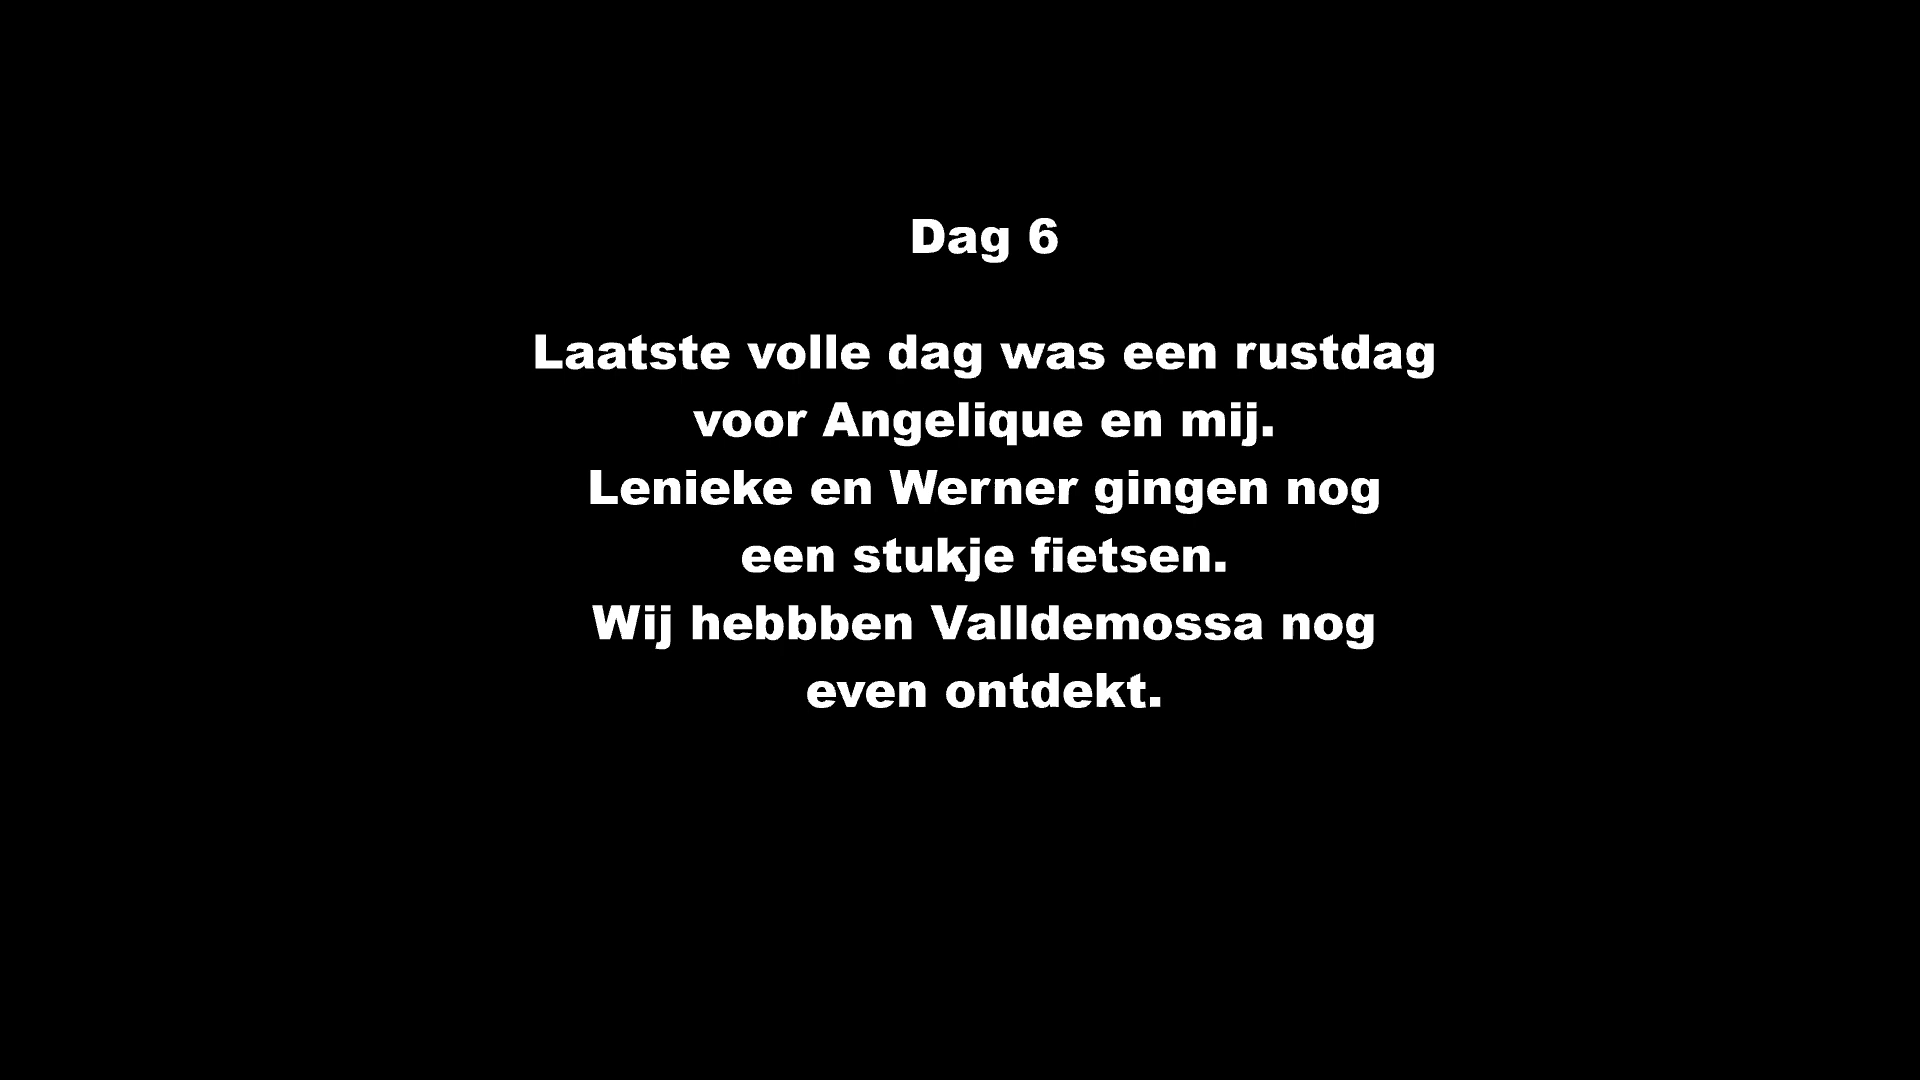 Dag 6
Laatste volle dag was een rustdag
voor Angelique en mij.
Lenieke en Werner gingen nog
een stukje fietsen.
Wij hebbben Valldemossa nog
even ontdekt.